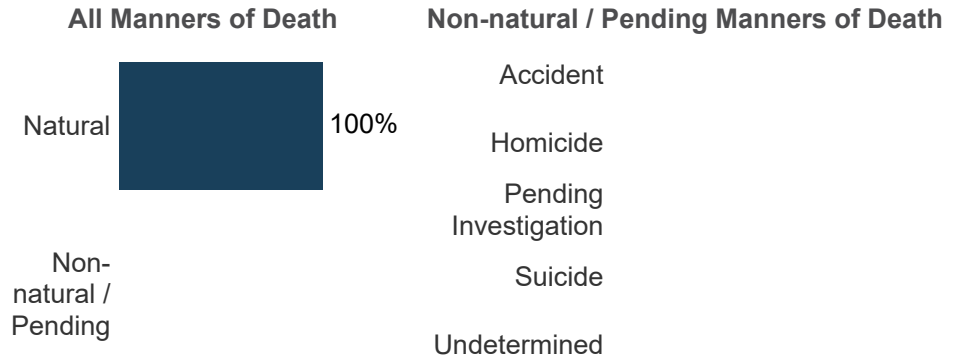 All Manners of Death
Natural
100%
Non-
natural /
Pending
Non-natural / Pending Manners of Death
Accident
Homicide
Pending
Investigation
Suicide
Undetermined